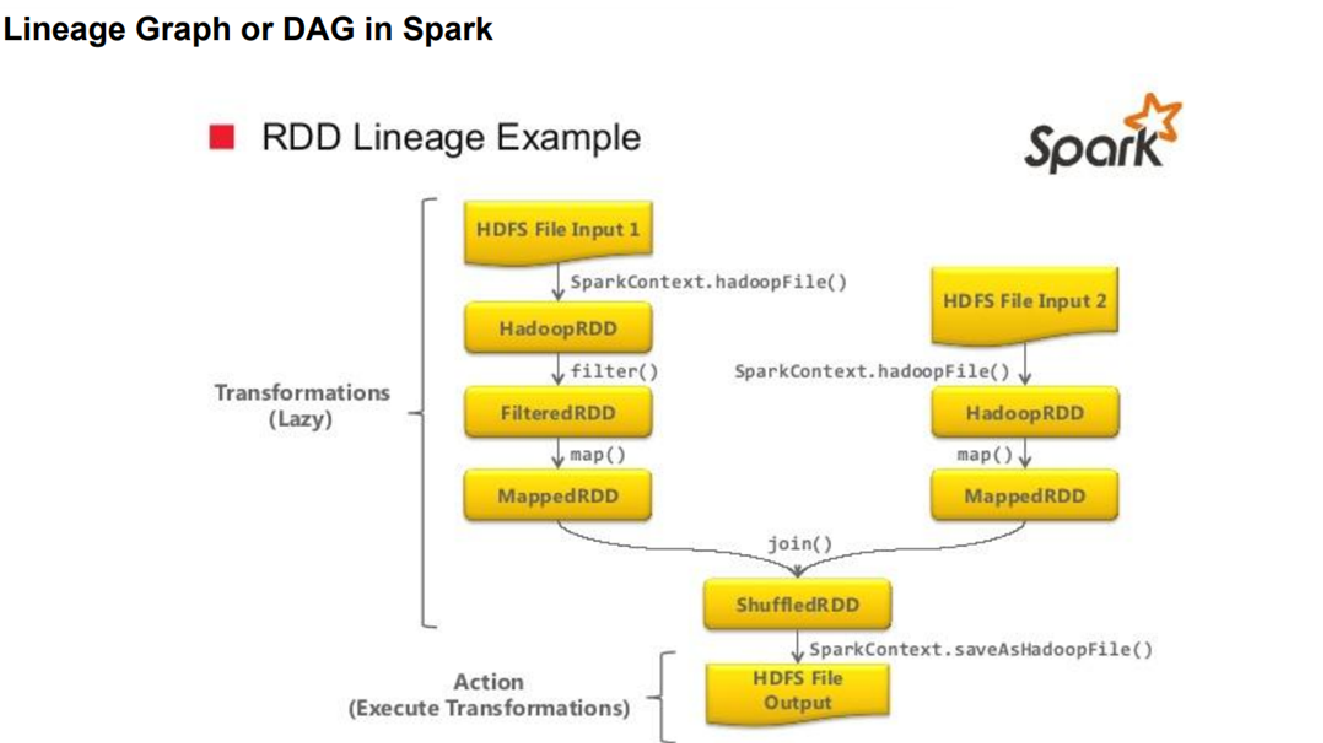 Lineage Graph or DAG in Spark
RDD Lineage Example
Spark
HDFS File Input 1
SparkContext.hadoopFile()
HDFS File Input 2
HadoopRDD
filter()
SparkContext.hadoopFile()
Transformations
(Lazy)
FilteredRDD
HadoopRDD
map()
map()
MappedRDD
MappedRDD
join()
ShuffledRDD
SparkContext.saveAsHadoopFile()
Action
(Execute Transformations)
HDFS File
Output